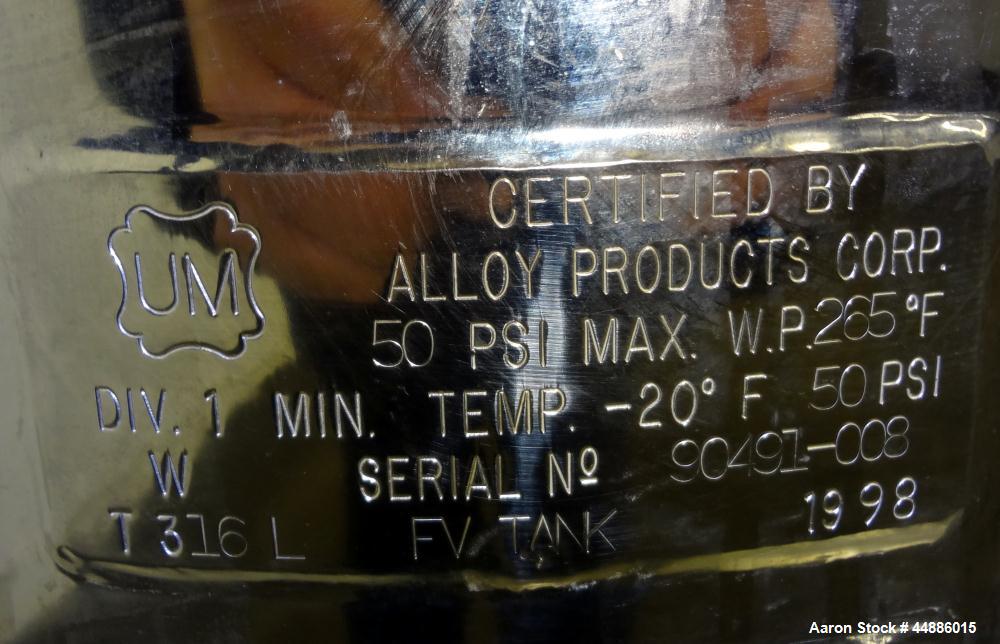 CERTIFIED BY
UM
ALLOY PRODUCTS CORP.
50 PSI MAX. W.P. 265 °F
DIV. 1 MIN. TEMP. -20° F 50 PSI
W SERIAL Nº 90491-008
T 316 L FV TANK 1998
Aaron Stock # 44886015